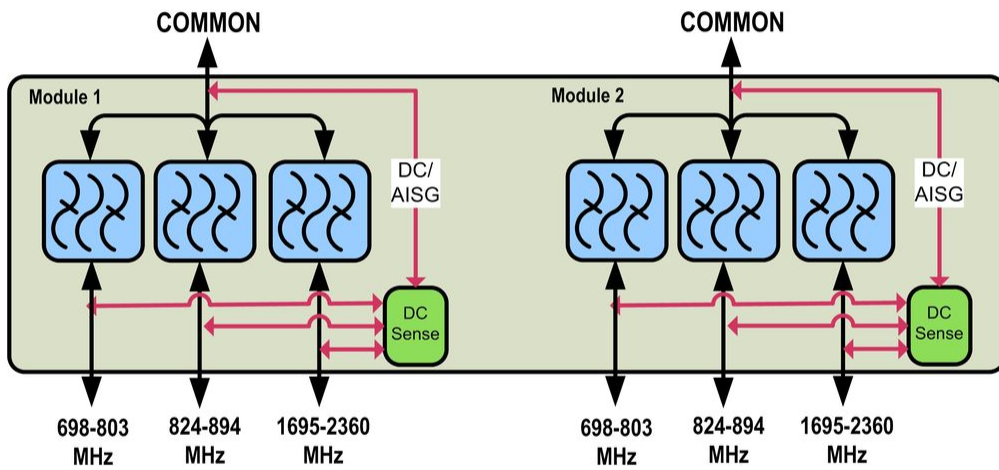 COMMON
COMMON
Module 1
Module 2
DC/
AISG
DC/
AISG
DC
Sense
DC
Sense
698-803
MHz
824-894
MHz
1695-2360
MHz
698-803
MHz
824-894
MHz
1695-2360
MHz